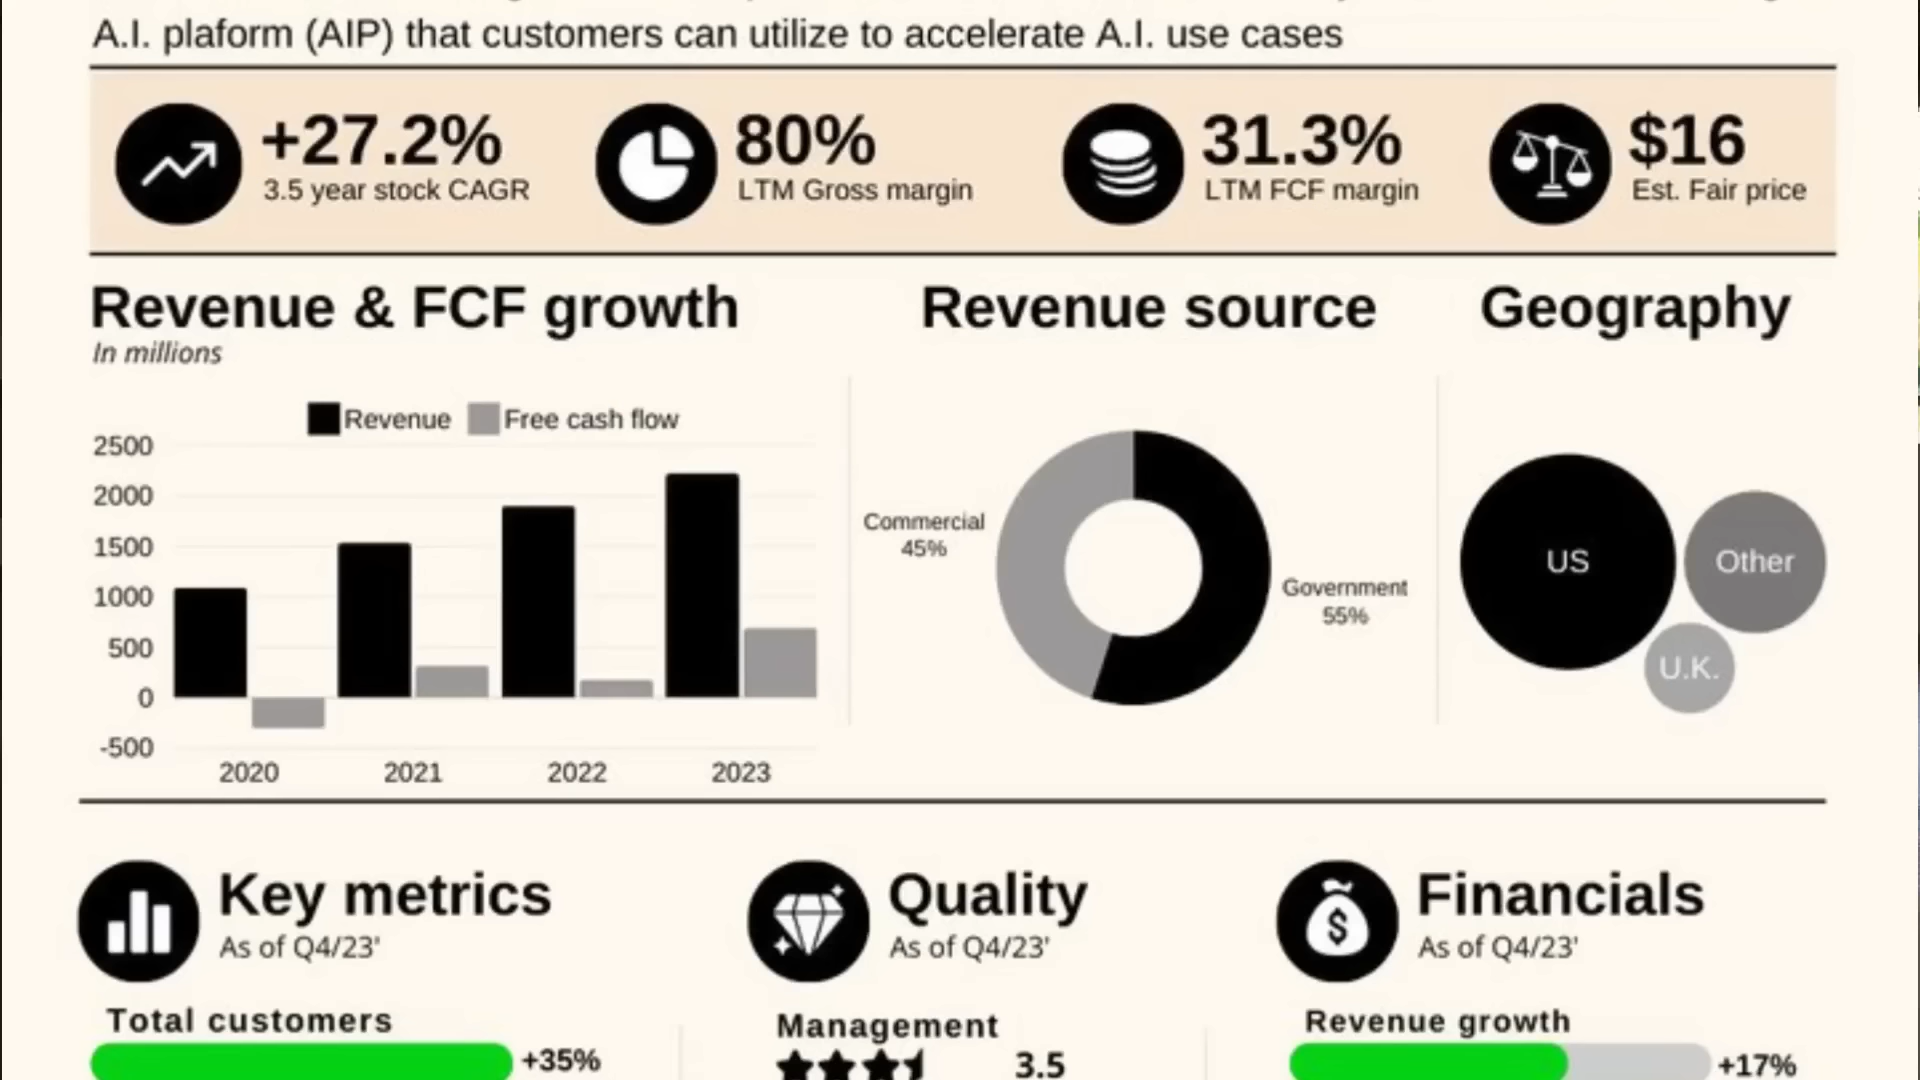 A.I. plaform (AIP) that customers can utilize to accelerate A.I. use cases
+27.2%
3.5 year stock CAGR
80%
LTM Gross margin
31.3%
LTM FCF margin
$16
Est. Fair price
Revenue & FCF growth
In millions
Revenue
Free cash flow
2500
2000
1500
1000
500
0
-500
2020
2021
2022
2023
Revenue source
Commercial
45%
Government
55%
Geography
US
Other
U.K.
Key metrics
As of Q4/23'
Total customers
+35%
Quality
As of Q4/23'
Management
3.5
Financials
As of Q4/23'
Revenue growth
+17%